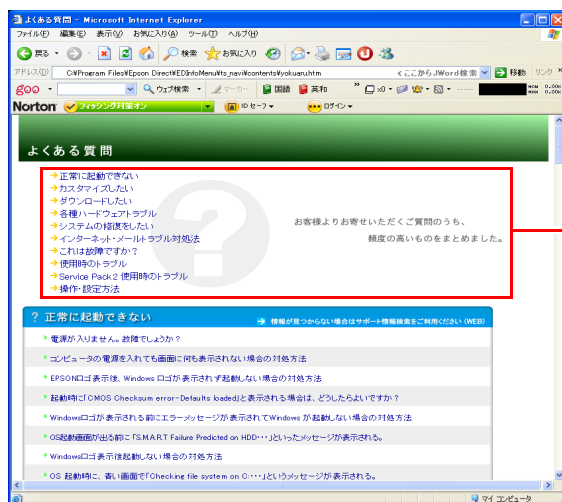 よくある質問 - Microsoft Internet Explorer
ファイル(F) 編集(E) 表示(V) お気に入り(A) ツール(T) ヘルプ(H)
戻る 検索 お気に入り
アドレス(D) C:¥Program Files¥Epson Direct¥EDInfoMenu¥ts_navi¥contents¥yokuaru.htm <ここからJWord検索 移動 リンク
goo ウェブ検索 マーカー 国語 英和 x0
Norton フィッシング対策オン ID セーフ ログイン
よくある質問
正常に起動できない
カスタマイズしたい
ダウンロードしたい
各種ハードウェアトラブル
システムの修復をしたい
インターネット・メールトラブル対処法
これは故障ですか?
使用時のトラブル
Service Pack2 使用時のトラブル
操作・設定方法
お客様よりお寄せいただくご質問のうち、
頻度の高いものをまとめました。
? 正常に起動できない
情報が見つからない場合はサポート情報検索をご利用ください (WEB)
電源が入りません。故障でしょうか?
コンピュータの電源を入れても画面に何も表示されない場合の対処方法
EPSONロゴ表示後、Windows ロゴが表示されず起動しない場合の対処方法
起動時に「CMOS Checksum error-Defaults loaded」と表示される場合は、どうしたらよいですか?
Windowsロゴが表示される前にエラーメッセージが表示されてWindows が起動しない場合の対処方法
OS起動画面が出る前に「S.M.A.R.T Failure Predicted on HDD・・・」といったメッセージが表示される。
Windowsロゴ表示後起動しない場合の対処方法
OS 起動時に、青い画面で「Checking file system on C:・・・」というメッセージが表示される。
マイ コンピュータ